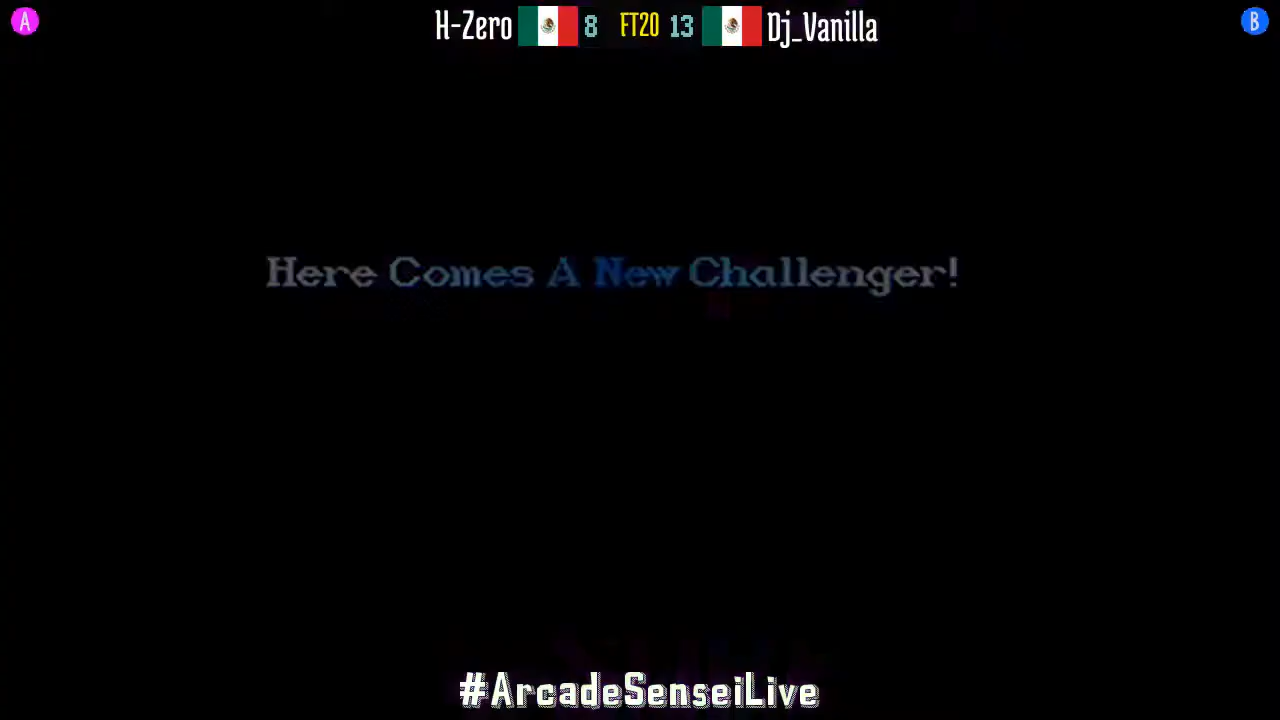 A H-Zero 8 FT20 13 Dj_Vanilla B
Here Comes A New Challenger!
#ArcadeSenseiLive